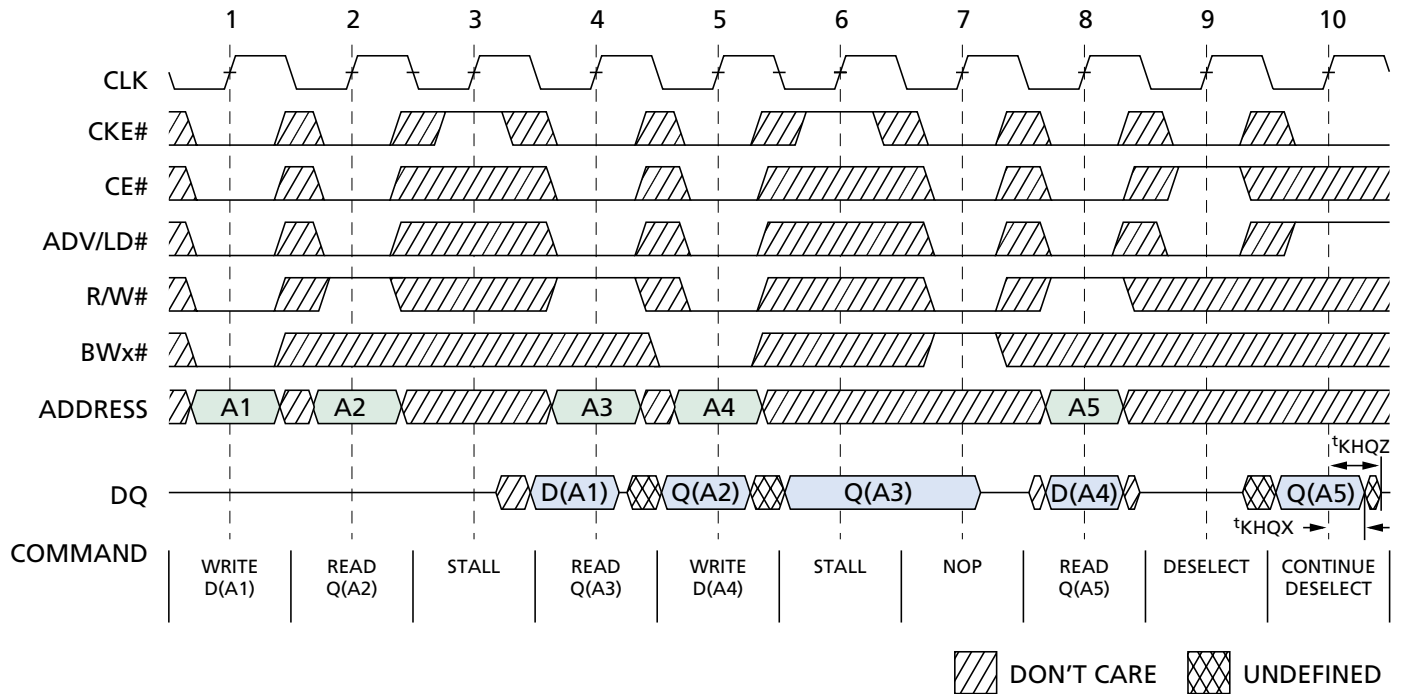 1 2 3 4 5 6 7 8 9 10
CLK
CKE#
CE#
ADV/LD#
R/W#
BWx#
ADDRESS A1 A2 A3 A4 A5
tKHQZ
DQ D(A1) Q(A2) Q(A3) D(A4) Q(A5)
tKHQX
COMMAND
WRITE READ STALL READ WRITE STALL NOP READ DESELECT CONTINUE
D(A1) Q(A2) Q(A3) D(A4) Q(A5) DESELECT
DON'T CARE UNDEFINED